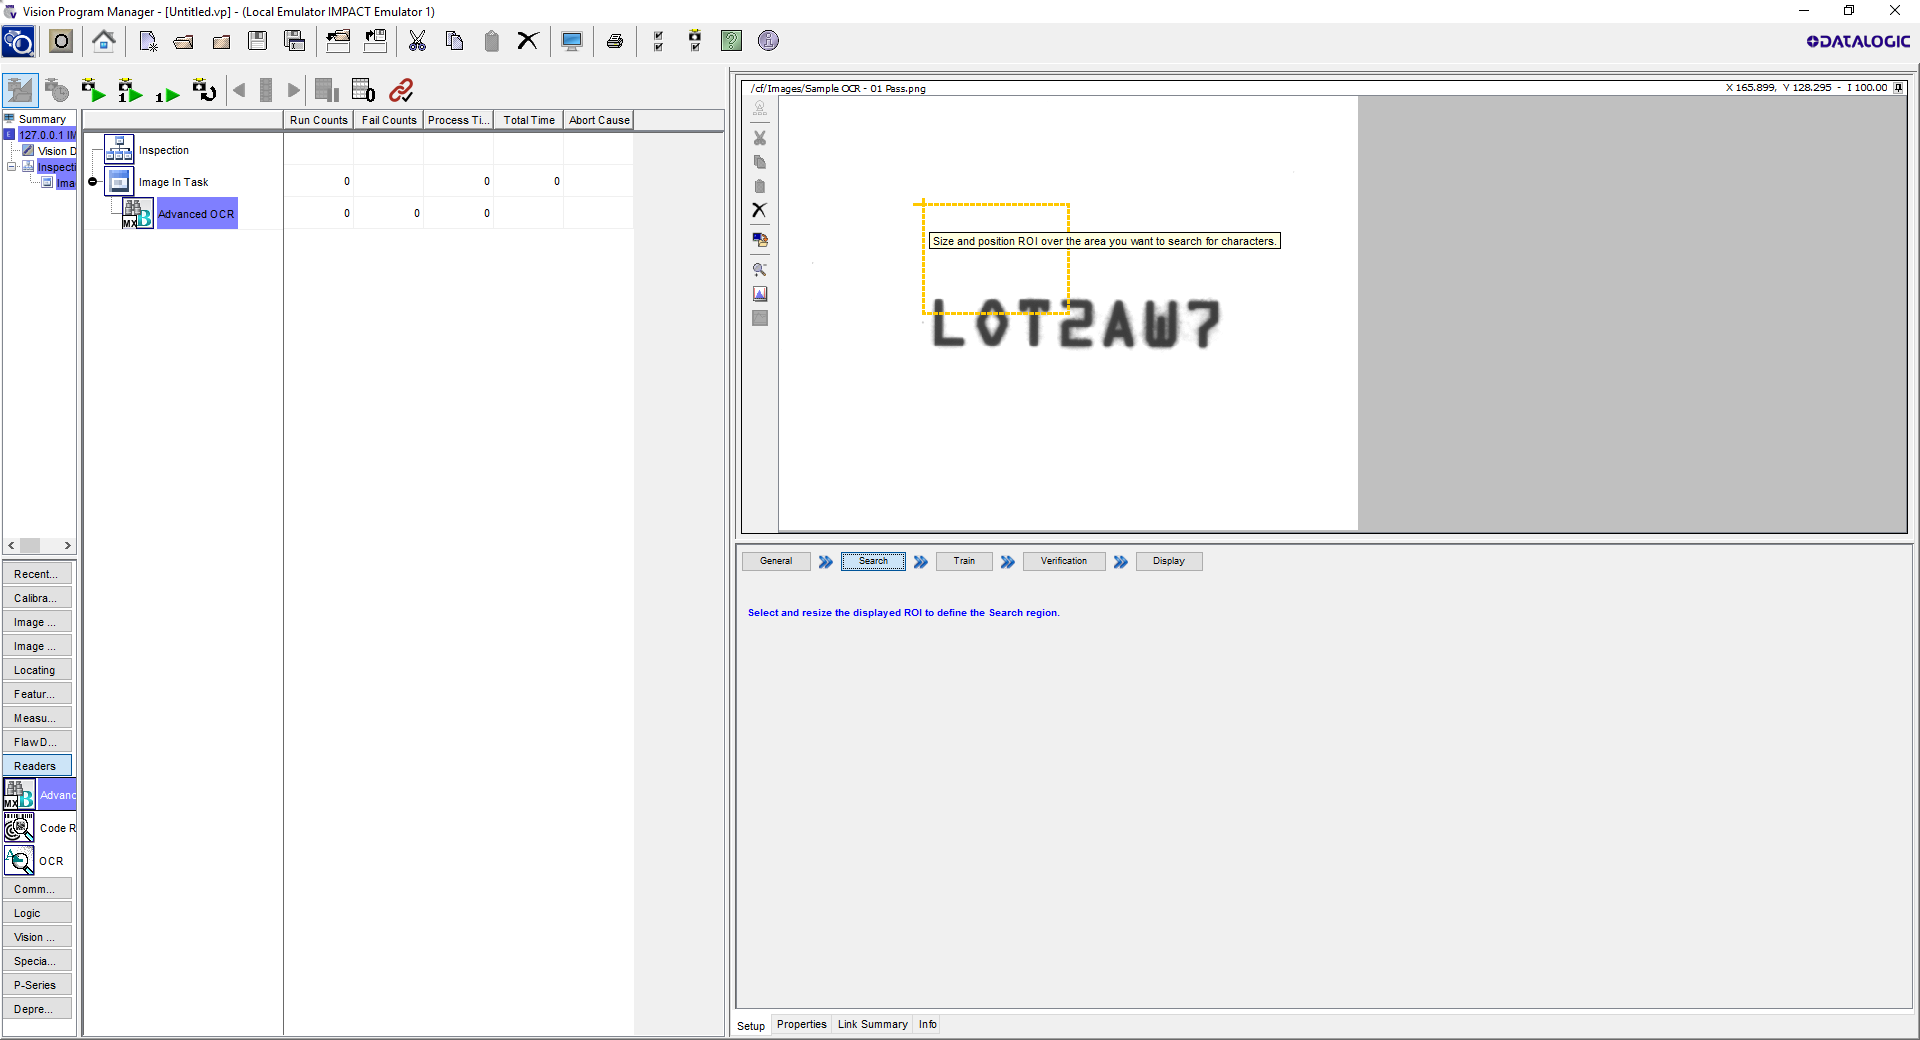 Vision Program Manager - [Untitled.vp] - (Local Emulator IMPACT Emulator 1)
DATALOGIC
Summary
127.0.0.1 IM
Vision D
Inspecti
Ima
Run Counts Fail Counts Process Ti... Total Time Abort Cause
Inspection
Image In Task 0 0 0
Advanced OCR 0 0 0
/cf/Images/Sample OCR - 01 Pass.png
X 165.899, Y 128.295 - I 100.00
Size and position ROI over the area you want to search for characters.
LOT2AW7
General Search Train Verification Display
Select and resize the displayed ROI to define the Search region.
Recent...
Calibra...
Image ...
Image ...
Locating
Featur...
Measu...
Flaw D...
Readers
Advanc
Code R
OCR
Comm...
Logic
Vision ...
Specia...
P-Series
Depre...
Setup Properties Link Summary Info